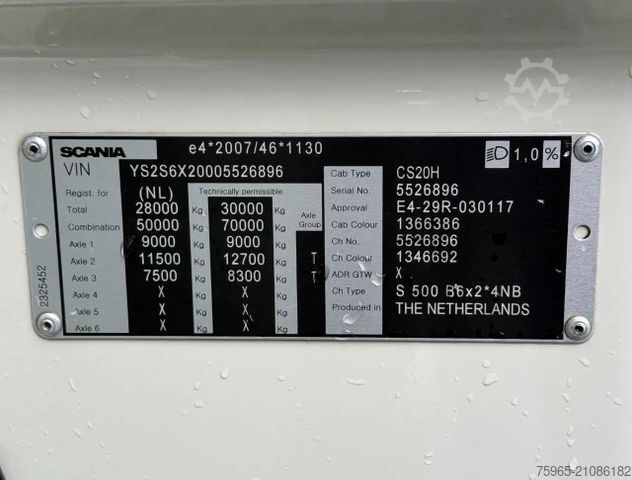 SCANIA e4*2007/46*1130 1,0 %
VIN YS2S6X20005526896
Regist. for (NL) Technically permissible
Total 28000 Kg 30000 Kg Axle Group
Combination 50000 Kg 70000 Kg
Axle 1 9000 Kg 9000 Kg
Axle 2 11500 Kg 12700 Kg T
Axle 3 7500 Kg 8300 Kg T
Axle 4 X Kg X Kg
Axle 5 X Kg X Kg
Axle 6 X Kg X Kg
Cab Type CS20H
Serial No. 5526896
Approval E4-29R-030117
Cab Colour 1366386
Ch No. 5526896
Ch Colour 1346692
ADR GTW X
Ch Type S 500 B6x2*4NB
Produced in THE NETHERLANDS
2325452
75965-21086182